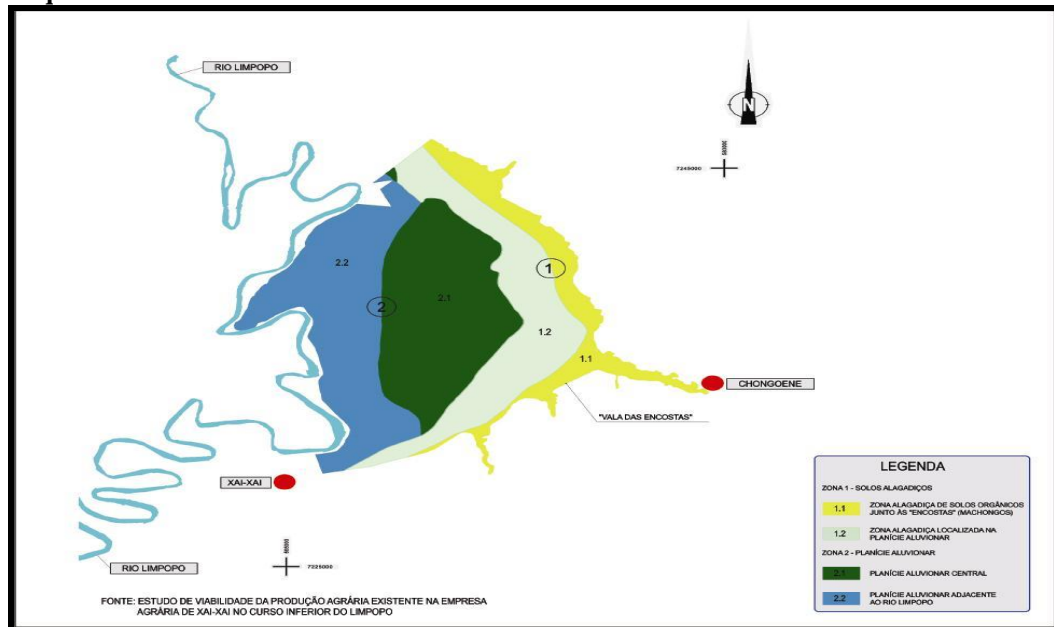 RIO LIMPOPO
N
7245000
2.2
1
2
2.1
1.2
1.1
CHONGOENE
"VALA DAS ENCOSTAS"
XAI-XAI
7225000
RIO LIMPOPO
FONTE: ESTUDO DE VIABILIDADE DA PRODUÇÃO AGRÁRIA EXISTENTE NA EMPRESA
AGRÁRIA DE XAI-XAI NO CURSO INFERIOR DO LIMPOPO
LEGENDA
ZONA 1 - SOLOS ALAGADIÇOS
1.1 ZONA ALAGADIÇA DE SOLOS ORGÂNICOS
JUNTO ÀS "ENCOSTAS" (MACHONGOS)
1.2 ZONA ALAGADIÇA LOCALIZADA NA
PLANÍCIE ALUVIONAR
ZONA 2 - PLANÍCIE ALUVIONAR
2.1 PLANÍCIE ALUVIONAR CENTRAL
2.2 PLANÍCIE ALUVIONAR ADJACENTE
AO RIO LIMPOPO